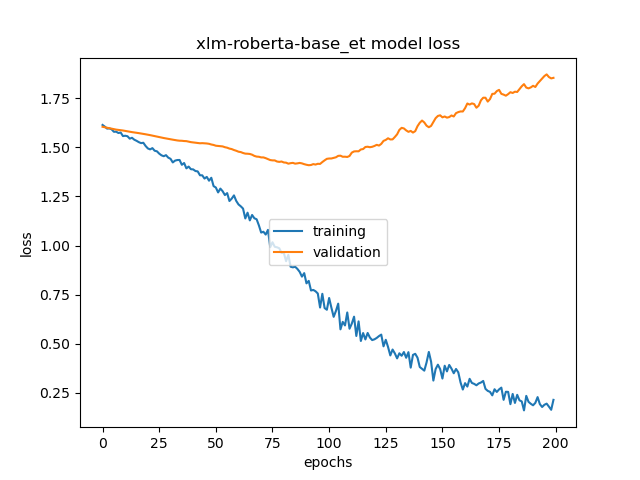 xlm-roberta-base_et model loss
loss
1.75
1.50
1.25
1.00
0.75
0.50
0.25
training
validation
0 25 50 75 100 125 150 175 200
epochs